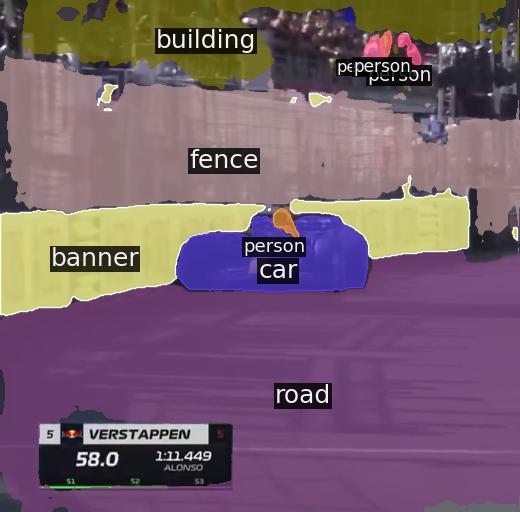 building
person
person
person
fence
banner
person
car
road
5 VERSTAPPEN 5
58.0 1:11.449
ALONSO
S1 S2 S3